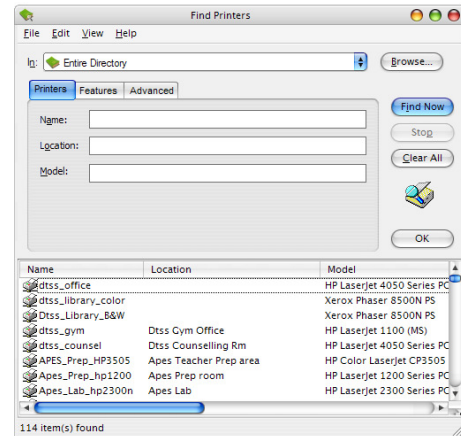 Find Printers
File Edit View Help
In: Entire Directory Browse...
Printers Features Advanced
Find Now
Name:
Stop
Location:
Clear All
Model:
OK
Name Location Model
dtss_office HP LaserJet 4050 Series PC
dtss_library_color Xerox Phaser 8500N PS
Dtss_Library_B&W Xerox Phaser 8500N PS
dtss_gym Dtss Gym Office HP LaserJet 1100 (MS)
dtss_counsel Dtss Counselling Rm HP LaserJet 4050 Series PC
APES_Prep_HP3505 Apes Teacher Prep area HP Color LaserJet CP3505
Apes_Prep_hp1200 Apes Prep room HP LaserJet 1200 Series PC
Apes_Lab_hp2300n Apes Lab HP LaserJet 2300 Series PC
114 item(s) found